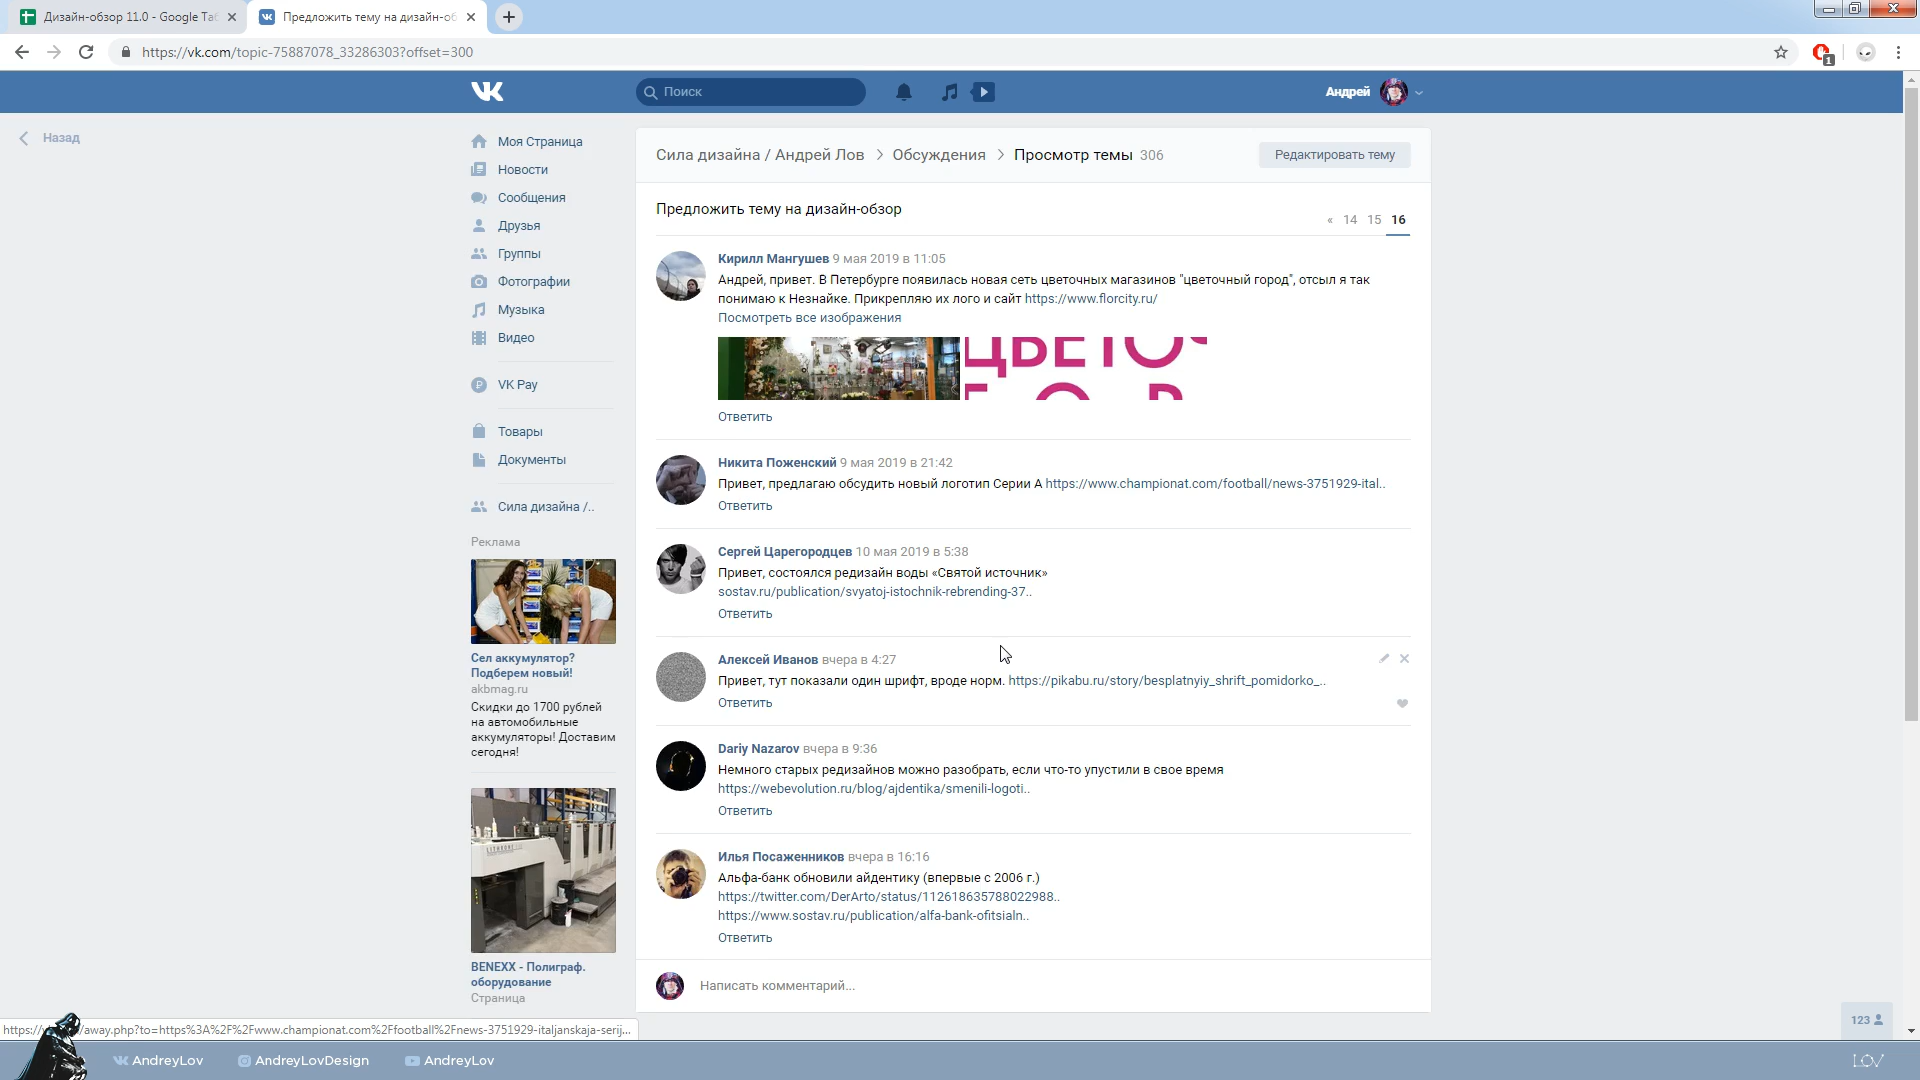 Дизайн-обзор 11.0 - Google Та
Предложить тему на дизайн-об
https://vk.com/topic-75887078_33286303?offset=300
1
Поиск
Андрей
Назад
Моя Страница
Новости
Сообщения
Друзья
Группы
Фотографии
Музыка
Видео
VK Pay
Товары
Документы
Сила дизайна /..
Реклама
Сел аккумулятор?
Подберем новый!
akbmag.ru
Скидки до 1700 рублей
на автомобильные
аккумуляторы! Доставим
сегодня!
BENEXX - Полиграф.
оборудование
Страница
Сила дизайна / Андрей Лов > Обсуждения > Просмотр темы 306
Редактировать тему
Предложить тему на дизайн-обзор
« 14 15 16
Кирилл Мангушев 9 мая 2019 в 11:05
Андрей, привет. В Петербурге появилась новая сеть цветочных магазинов "цветочный город", отсыл я так
понимаю к Незнайке. Прикрепляю их лого и сайт https://www.florcity.ru/
Посмотреть все изображения
ЦВЕТО-
Ответить
Никита Поженский 9 мая 2019 в 21:42
Привет, предлагаю обсудить новый логотип Серии А https://www.championat.com/football/news-3751929-ital..
Ответить
Сергей Царегородцев 10 мая 2019 в 5:38
Привет, состоялся редизайн воды «Святой источник»
sostav.ru/publication/svyatoj-istochnik-rebrending-37..
Ответить
Алексей Иванов вчера в 4:27
Привет, тут показали один шрифт, вроде норм. https://pikabu.ru/story/besplatnyiy_shrift_pomidorko_..
Ответить
Dariy Nazarov вчера в 9:36
Немного старых редизайнов можно разобрать, если что-то упустили в свое время
https://webevolution.ru/blog/ajdentika/smenili-logoti..
Ответить
Илья Посаженников вчера в 16:16
Альфа-банк обновили айдентику (впервые с 2006 г.)
https://twitter.com/DerArto/status/112618635788022988..
https://www.sostav.ru/publication/alfa-bank-ofitsialn..
Ответить
Написать комментарий...
123
/away.php?to=https%3A%2F%2Fwww.championat.com%2Ffootball%2Fnews-3751929-italjanskaja-serij...
AndreyLov
AndreyLovDesign
AndreyLov
LOV